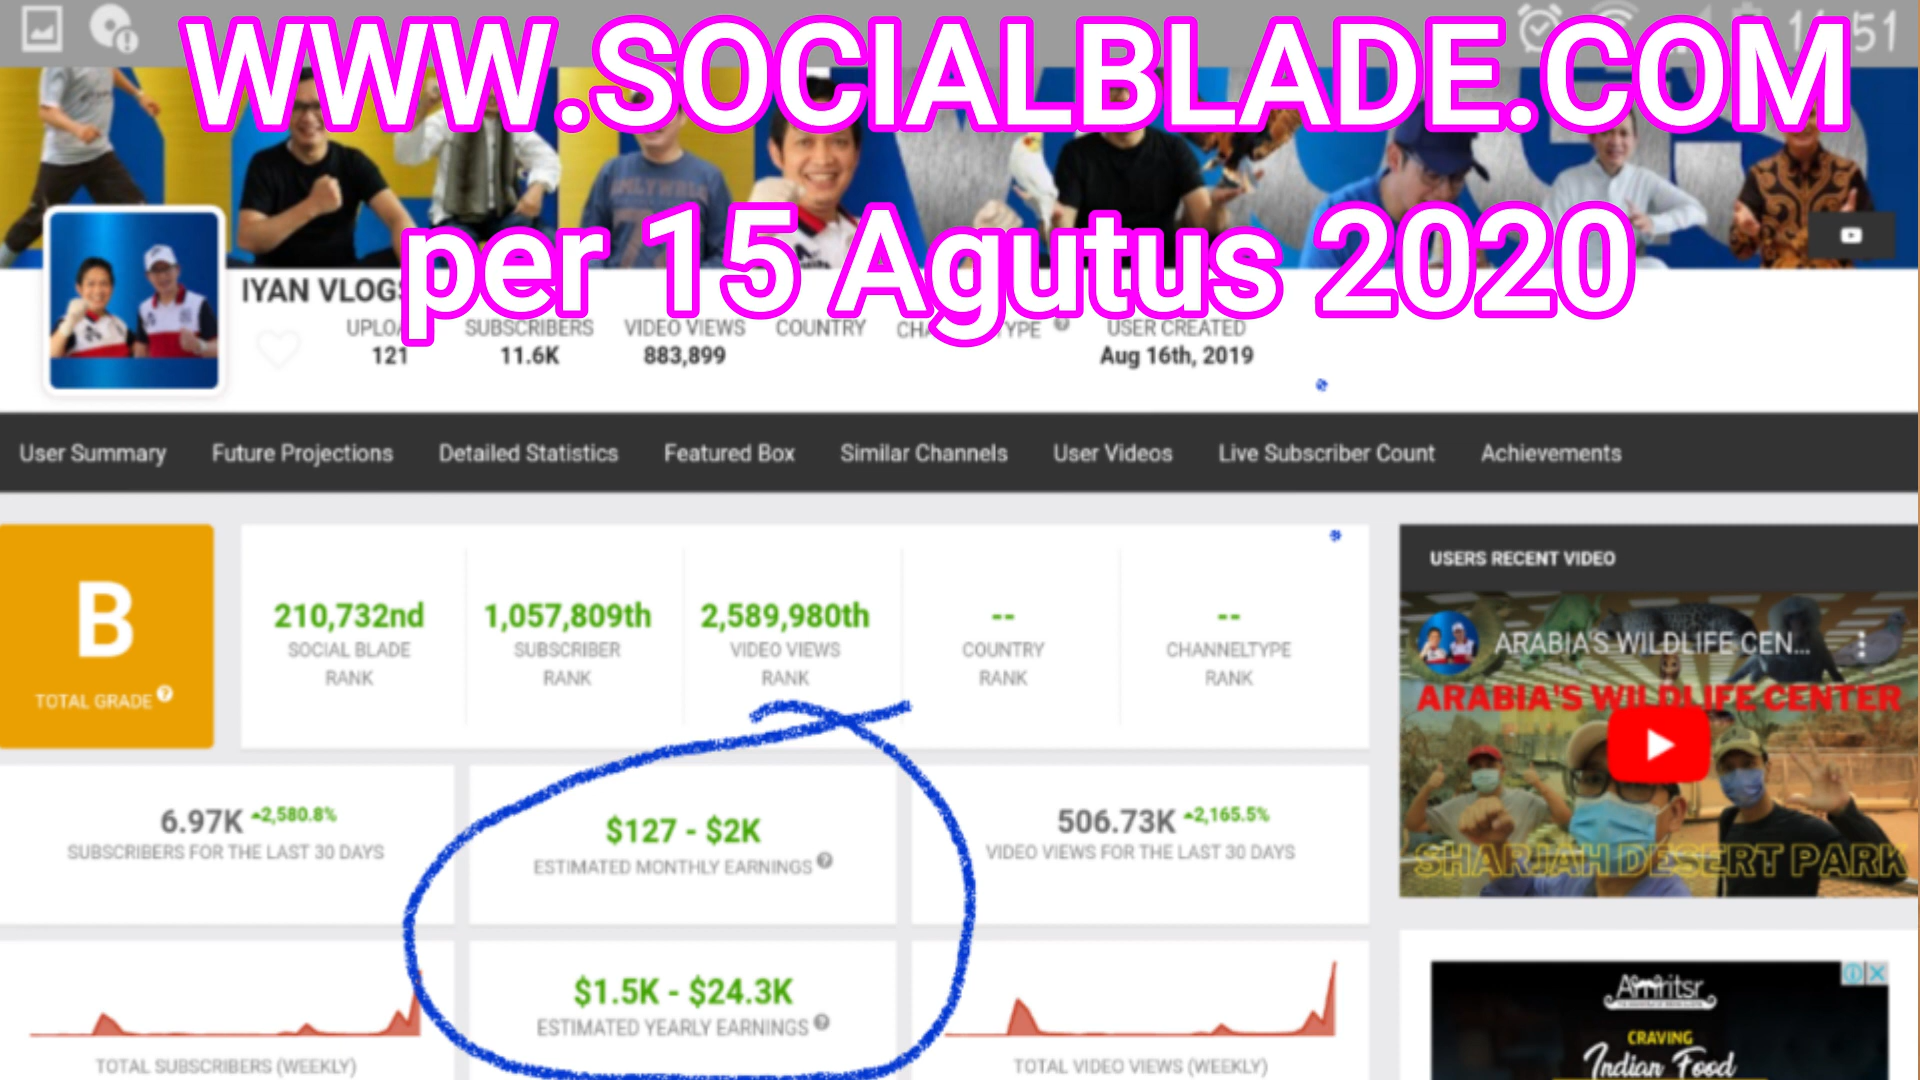 WWW.SOCIALBLADE.COM
per 15 Agutus 2020
IYAN VLOGS
SUBSCRIBERS VIDEO VIEWS COUNTRY USER CREATED
121 11.6K 883,899 Aug 16th, 2019
User Summary Future Projections Detailed Statistics Featured Box Similar Channels User Videos Live Subscriber Count Achievements
B
TOTAL GRADE
210,732nd
SOCIAL BLADE
RANK
1,057,809th
SUBSCRIBER
RANK
2,589,980th
VIDEO VIEWS
RANK
--
COUNTRY
RANK
--
CHANNELTYPE
RANK
USERS RECENT VIDEO
ARABIA'S WILDLIFE CEN...
ARABIA'S WILDLIFE CENTER
SHARJAH DESERT PARK
6.97K 2,580.8%
SUBSCRIBERS FOR THE LAST 30 DAYS
$127 - $2K
ESTIMATED MONTHLY EARNINGS
506.73K 2,165.5%
VIDEO VIEWS FOR THE LAST 30 DAYS
TOTAL SUBSCRIBERS (WEEKLY)
$1.5K - $24.3K
ESTIMATED YEARLY EARNINGS
TOTAL VIDEO VIEWS (WEEKLY)
Amritsr
CRAVING
Indian Food